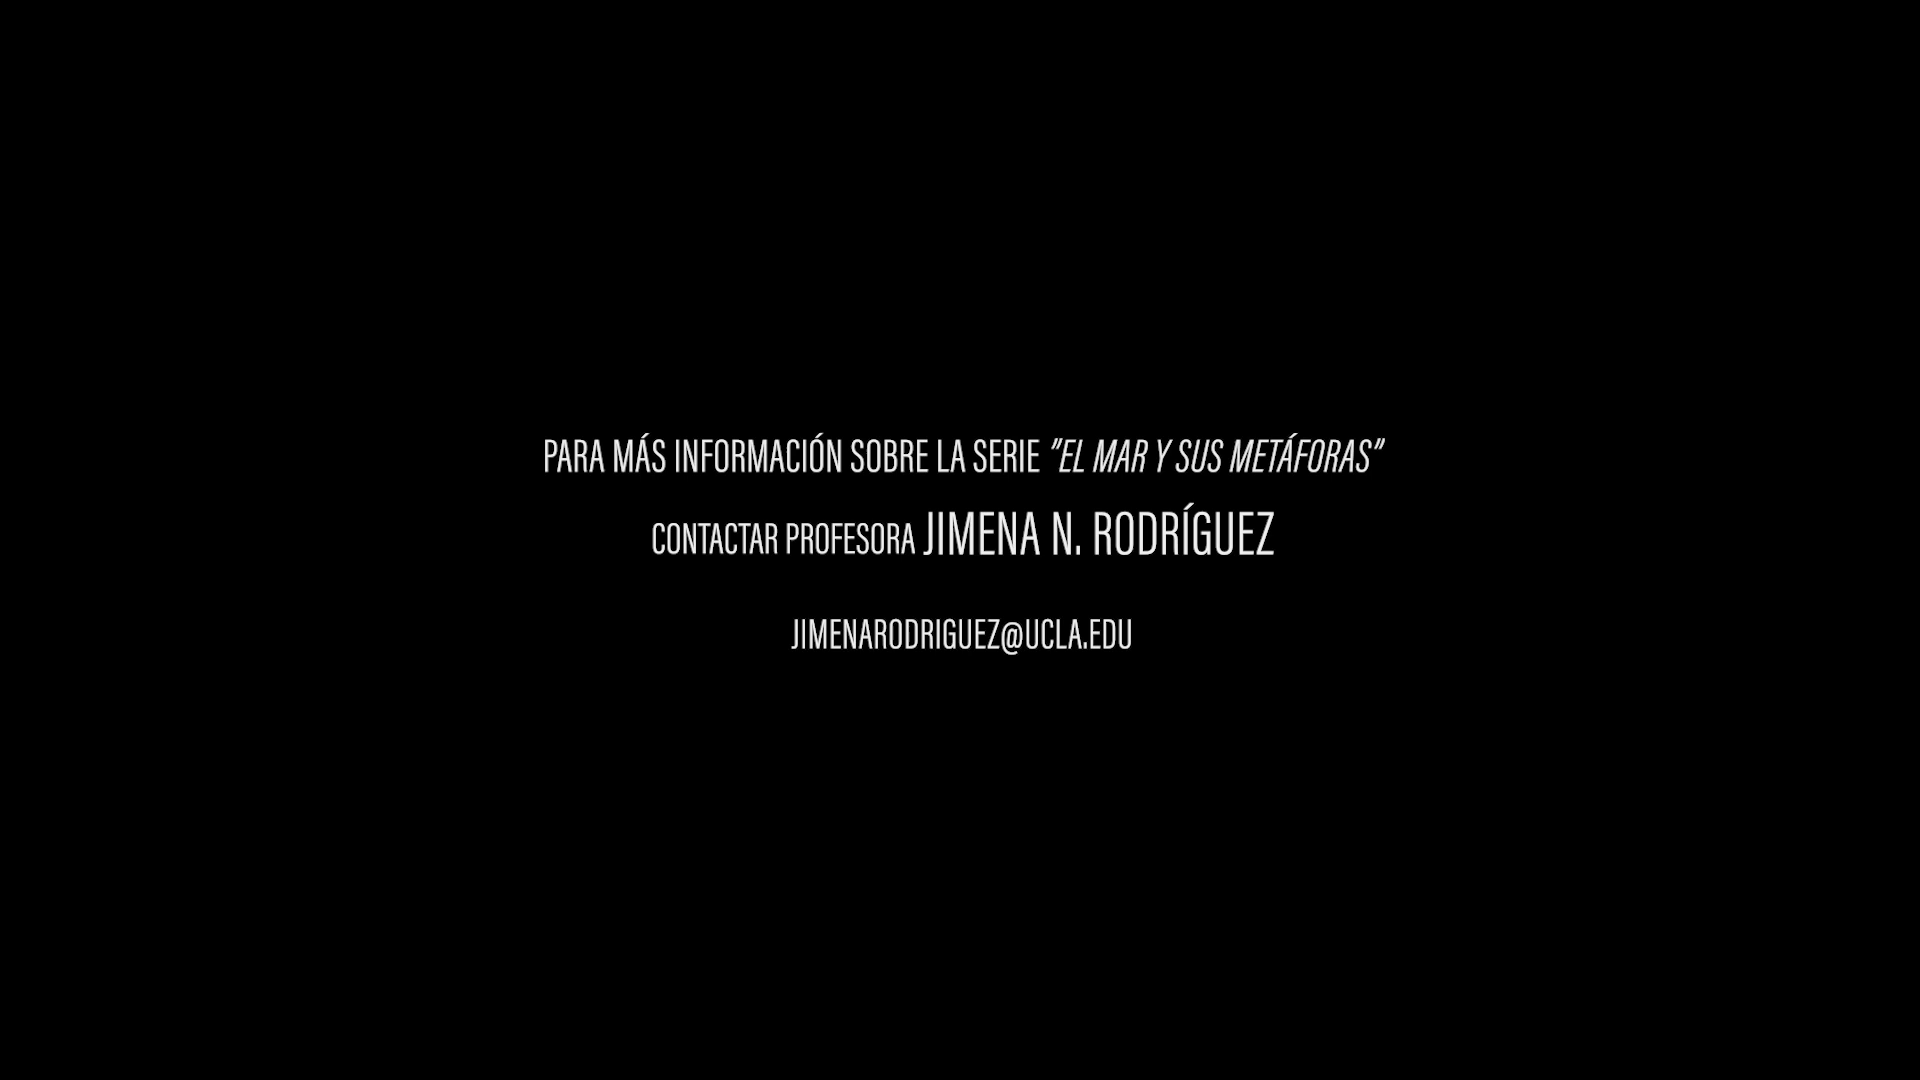 PARA MÁS INFORMACIÓN SOBRE LA SERIE "EL MAR Y SUS METÁFORAS"
CONTACTAR PROFESORA JIMENA N. RODRÍGUEZ
JIMENARODRIGUEZ@UCLA.EDU